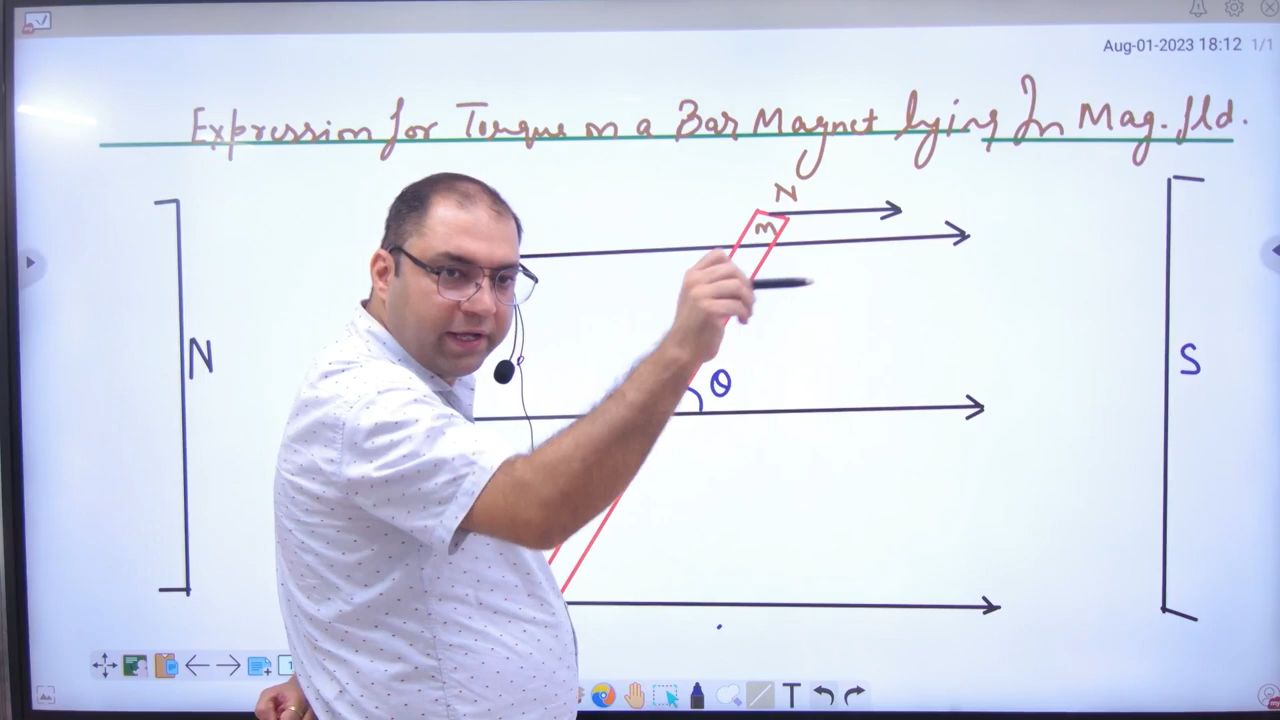 Aug-01-2023 18:12 1/1
Expression for Torque on a Bar Magnet lying In Mag. fld.
N
m
N
θ
S
T